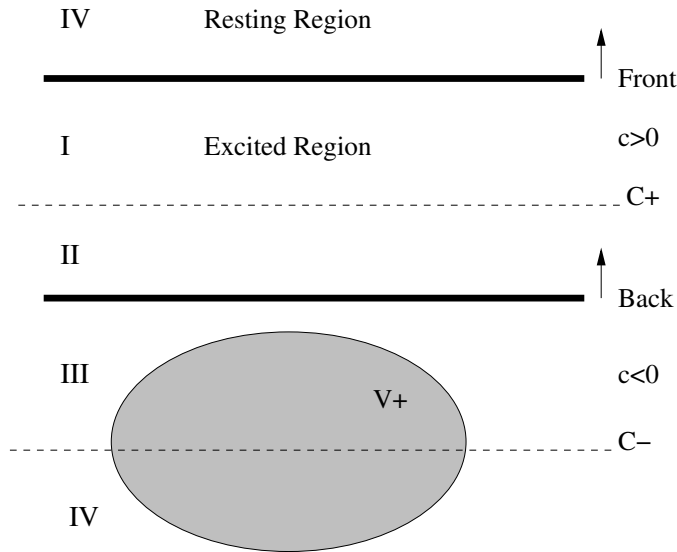 IV Resting Region
Front
I Excited Region c>0
C+
II
Back
III c<0
V+
C−
IV